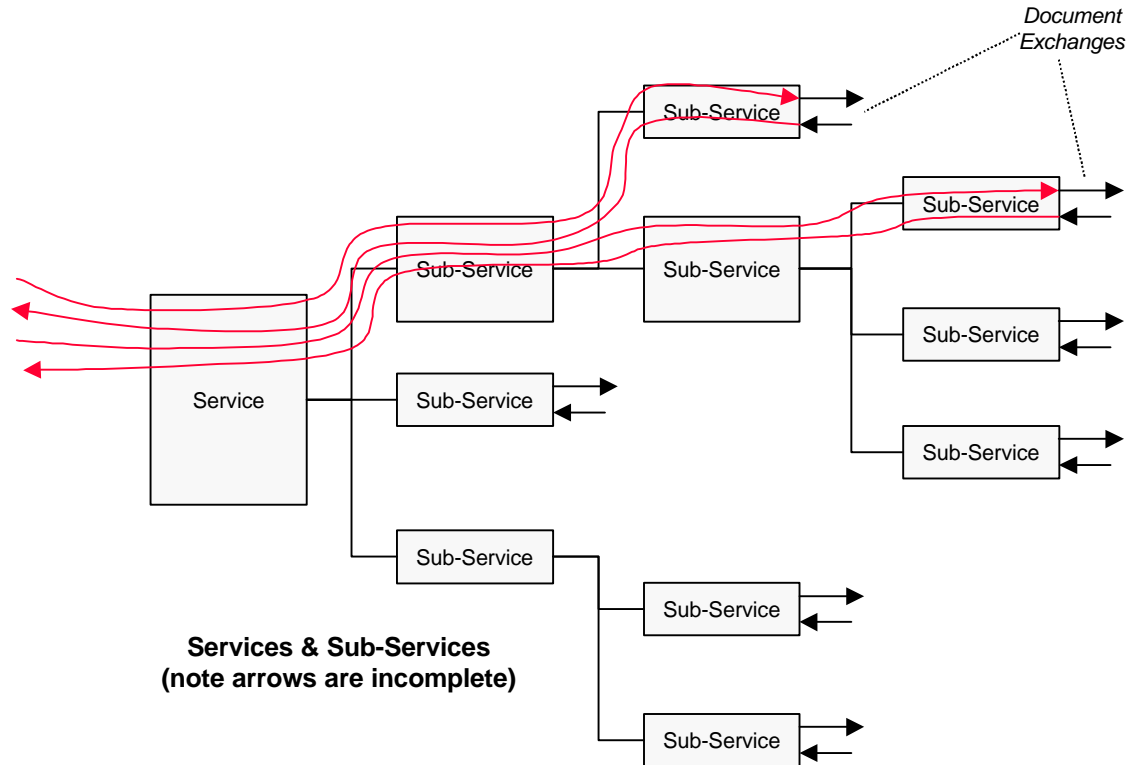 Document
Exchanges
Sub-Service
Sub-Service
Sub-Service
Sub-Service
Sub-Service
Service
Sub-Service
Sub-Service
Sub-Service
Sub-Service
Services & Sub-Services
(note arrows are incomplete)
Sub-Service